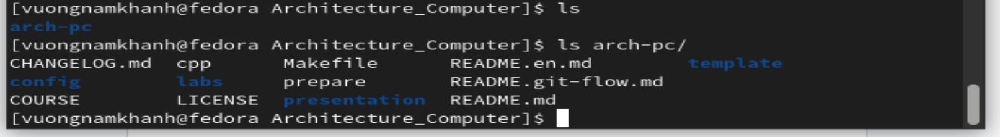 [vuongnamkhanh@fedora Architecture_Computer]$ ls
arch-pc
[vuongnamkhanh@fedora Architecture_Computer]$ ls arch-pc/
CHANGELOG.md  cpp      Makefile      README.en.md        template
config        labs     prepare       README.git-flow.md
COURSE        LICENSE  presentation  README.md
[vuongnamkhanh@fedora Architecture_Computer]$